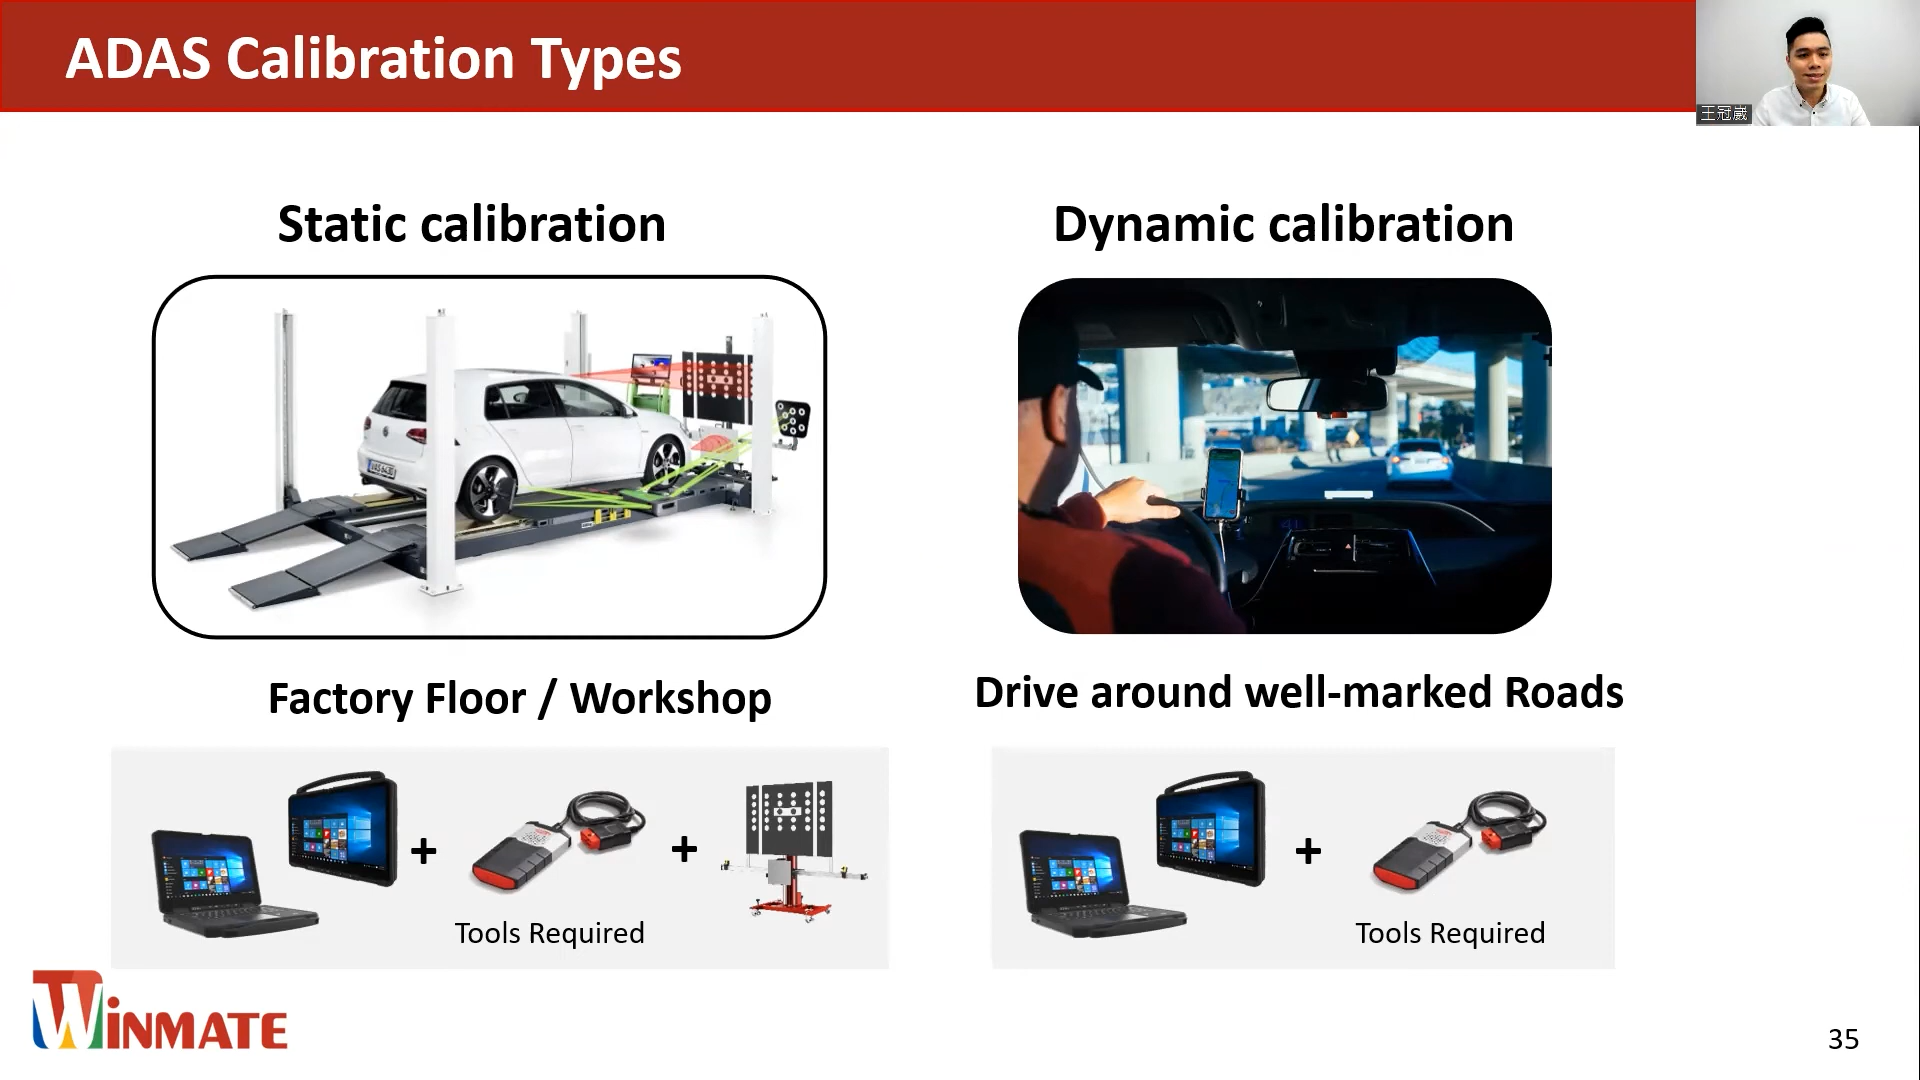 ADAS Calibration Types
王冠崴
Static calibration
Dynamic calibration
Factory Floor / Workshop
Drive around well-marked Roads
+
+
Tools Required
+
Tools Required
WINMATE
35